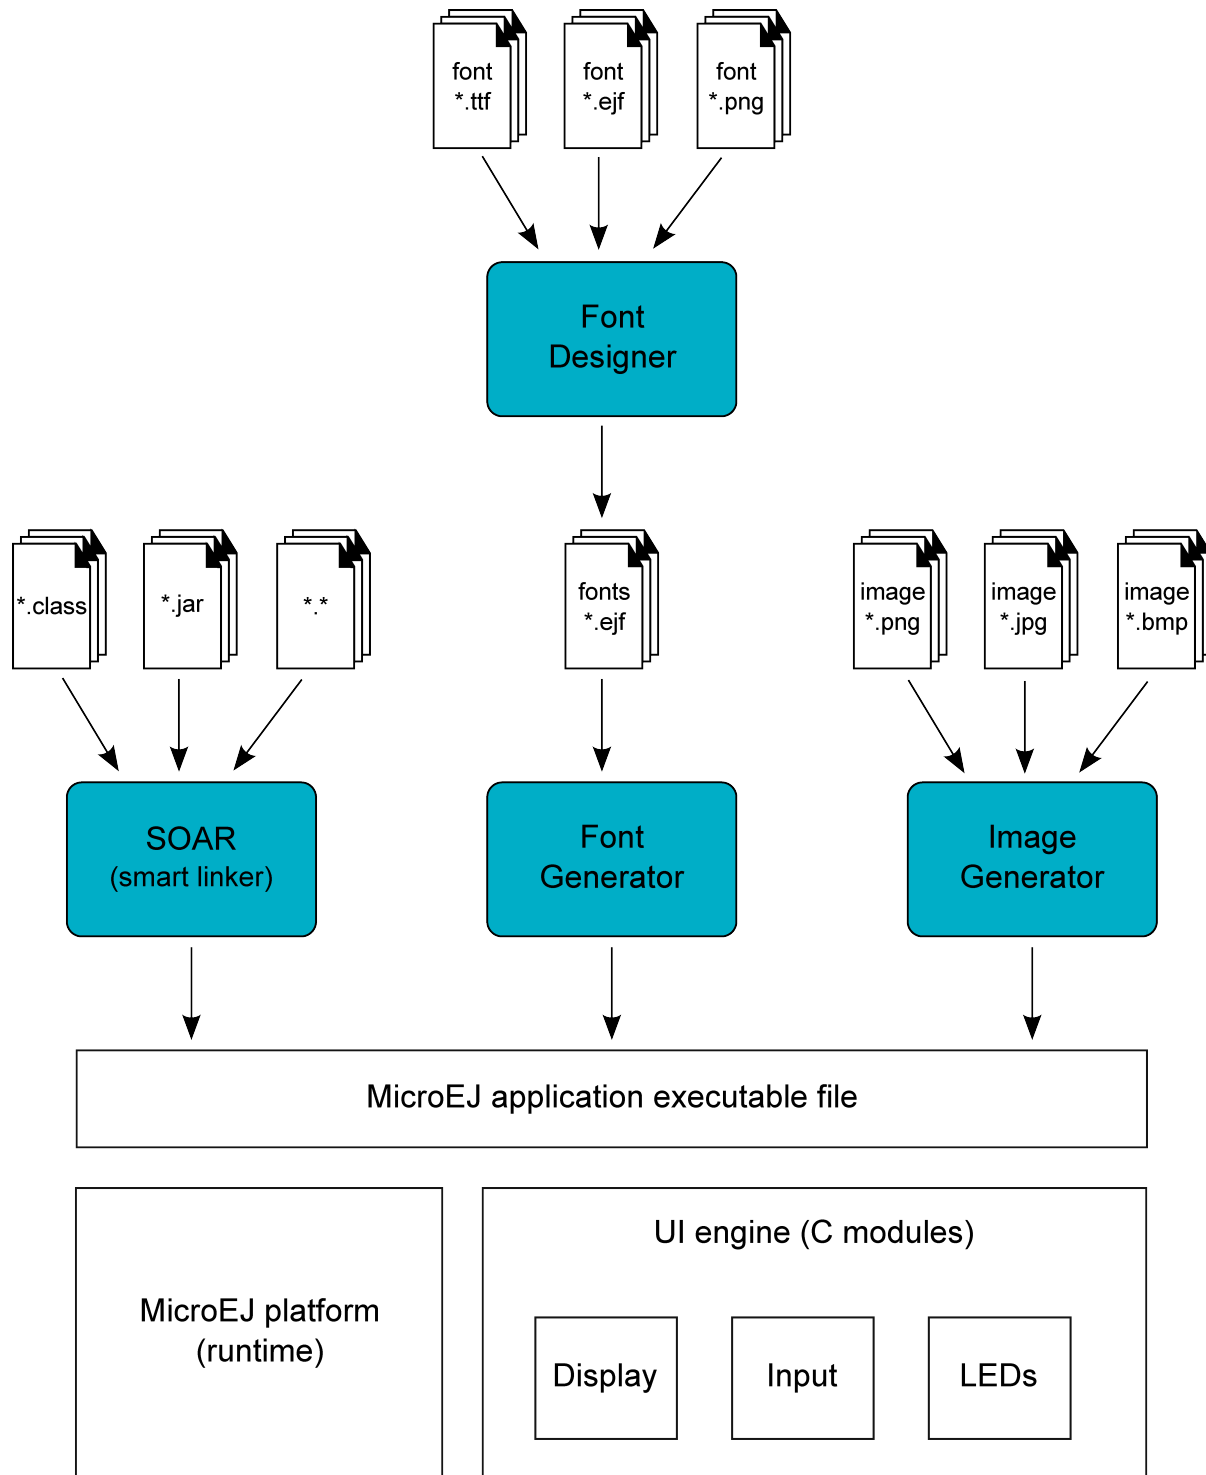 font
*.ttf
font
*.ejf
font
*.png
Font
Designer
*.class
*.jar
*.*
fonts
*.ejf
image
*.png
image
*.jpg
image
*.bmp
SOAR
(smart linker)
Font
Generator
Image
Generator
MicroEJ application executable file
MicroEJ platform
(runtime)
UI engine (C modules)
Display
Input
LEDs